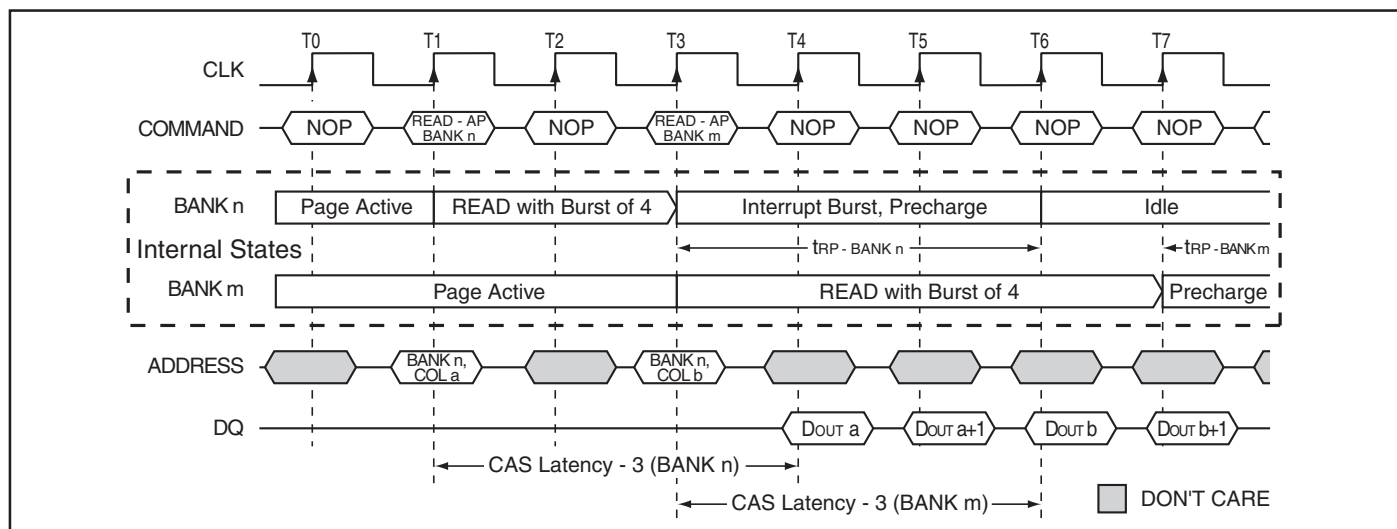 T0 T1 T2 T3 T4 T5 T6 T7
CLK
COMMAND NOP READ - AP BANK n NOP READ - AP BANK m NOP NOP NOP NOP
BANK n Page Active READ with Burst of 4 Interrupt Burst, Precharge Idle
Internal States tRP - BANK n tRP - BANK m
BANK m Page Active READ with Burst of 4 Precharge
ADDRESS BANK n, COL a BANK n, COL b
DQ DOUT a DOUT a+1 DOUT b DOUT b+1
CAS Latency - 3 (BANK n)
CAS Latency - 3 (BANK m) DON'T CARE